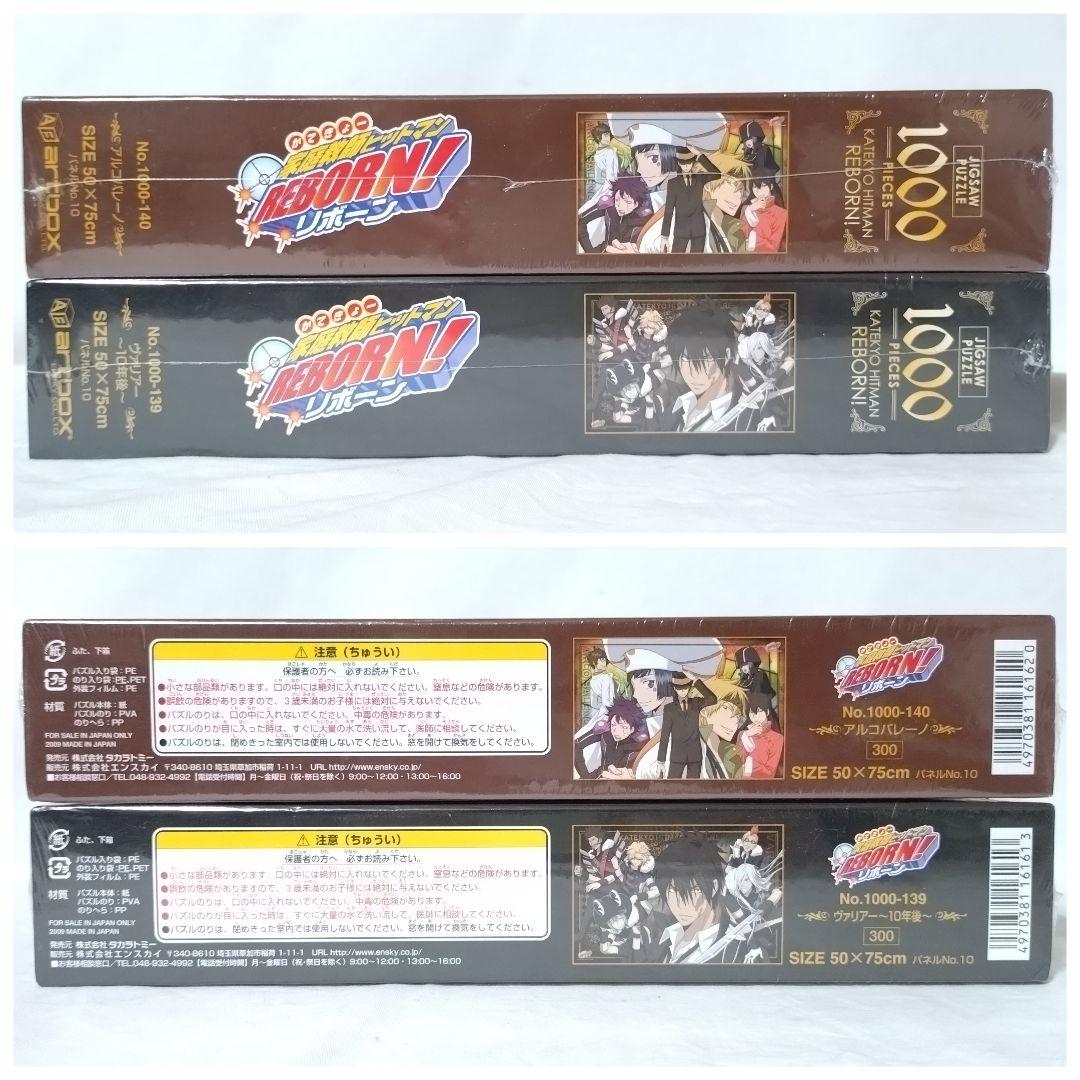 No.1000-140
～アルコバレーノ～
SIZE 50×75cm
パネルNo.10
artbox
かてきょー
家庭教師ヒットマン
REBORN!
リボーン
JIGSAW PUZZLE
1000
PIECES
KATEKYO HITMAN
REBORN!
No.1000-139
ヴァリアー
～10年後～
SIZE 50×75cm
パネルNo.10
artbox
かてきょー
家庭教師ヒットマン
REBORN!
リボーン
JIGSAW PUZZLE
1000
PIECES
KATEKYO HITMAN
REBORN!
紙 ふた、下箱
プラ パズル入り袋：PE
のり入り袋：PE,PET
外装フィルム：PE
材質 パズル本体：紙
パズルのり：PVA
のりへら：PP
FOR SALE IN JAPAN ONLY
2009 MADE IN JAPAN
⚠ 注意（ちゅうい）
保護者の方へ 必ずお読み下さい。
●小さな部品類があります。口の中には絶対に入れないでください。窒息などの危険があります。
●誤飲の危険がありますので、3歳未満のお子様には絶対に与えないでください。
●パズルのりは、口の中に入れないでください。中毒の危険があります。
●パズルのりが目に入った時は、すぐに大量の水で洗い流して、医師に相談してください。
●パズルのりは、閉めきった室内では使用しないでください。窓を開けて換気をしてください。
発売元 株式会社タカラトミー
販売元 株式会社エンスカイ 〒340-8610 埼玉県草加市稲荷 1-11-1 URL http://www.ensky.co.jp/
■お客様相談窓口／TEL.048-932-4992【電話受付時間】月～金曜日（祝・祭日を除く）9:00～12:00・13:00～16:00
REBORN!
リボーン
No.1000-140
～アルコバレーノ～
300
SIZE 50×75cm パネルNo.10
4970381161620
紙 ふた、下箱
プラ パズル入り袋：PE
のり入り袋：PE,PET
外装フィルム：PE
材質 パズル本体：紙
パズルのり：PVA
のりへら：PP
FOR SALE IN JAPAN ONLY
2009 MADE IN JAPAN
⚠ 注意（ちゅうい）
保護者の方へ 必ずお読み下さい。
●小さな部品類があります。口の中には絶対に入れないでください。窒息などの危険があります。
●誤飲の危険がありますので、3歳未満のお子様には絶対に与えないでください。
●パズルのりは、口の中に入れないでください。中毒の危険があります。
●パズルのりが目に入った時は、すぐに大量の水で洗い流して、医師に相談してください。
●パズルのりは、閉めきった室内では使用しないでください。窓を開けて換気をしてください。
発売元 株式会社タカラトミー
販売元 株式会社エンスカイ 〒340-8610 埼玉県草加市稲荷 1-11-1 URL http://www.ensky.co.jp/
■お客様相談窓口／TEL.048-932-4992【電話受付時間】月～金曜日（祝・祭日を除く）9:00～12:00・13:00～16:00
REBORN!
リボーン
No.1000-139
～ヴァリアー～10年後～
300
SIZE 50×75cm パネルNo.10
4970381161613